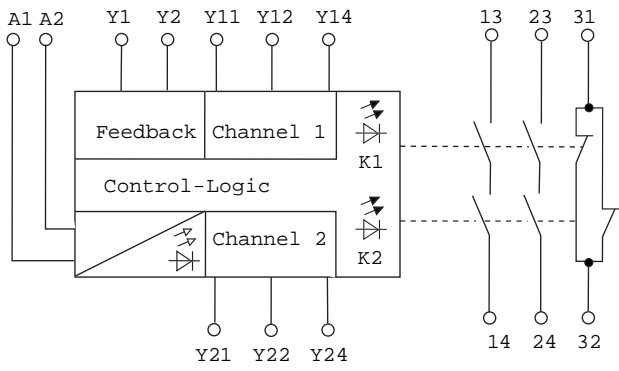 A1 A2 Y1 Y2 Y11 Y12 Y14 13 23 31
Feedback Channel 1
K1
Control-Logic
Channel 2
K2
Y21 Y22 Y24 14 24 32